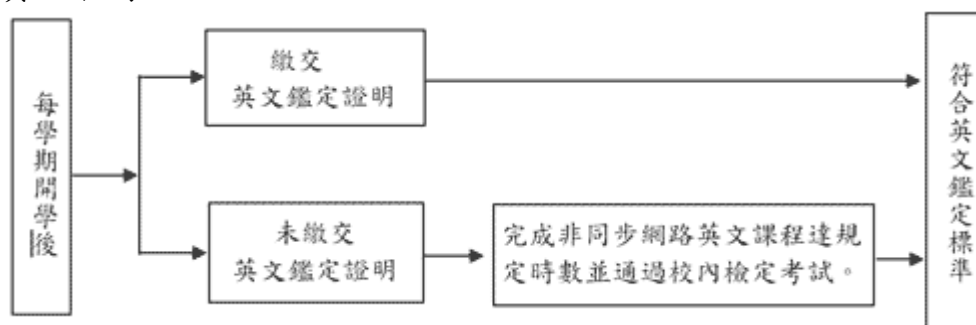 每學期開學後
繳交
英文鑑定證明
未繳交
英文鑑定證明
完成非同步網路英文課程達規
定時數並通過校內檢定考試。
符合英文鑑定標準